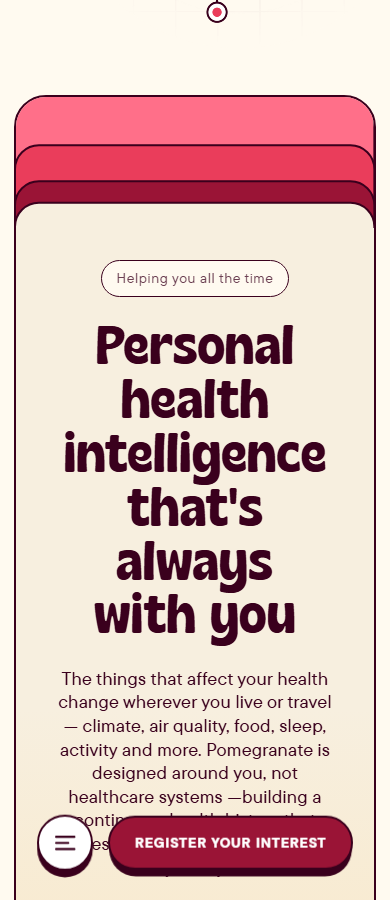 Helping you all the time
Personal
health
intelligence
that's
always
with you
The things that affect your health
change wherever you live or travel
— climate, air quality, food, sleep,
activity and more. Pomegranate is
designed around you, not
healthcare systems —building a
REGISTER YOUR INTEREST